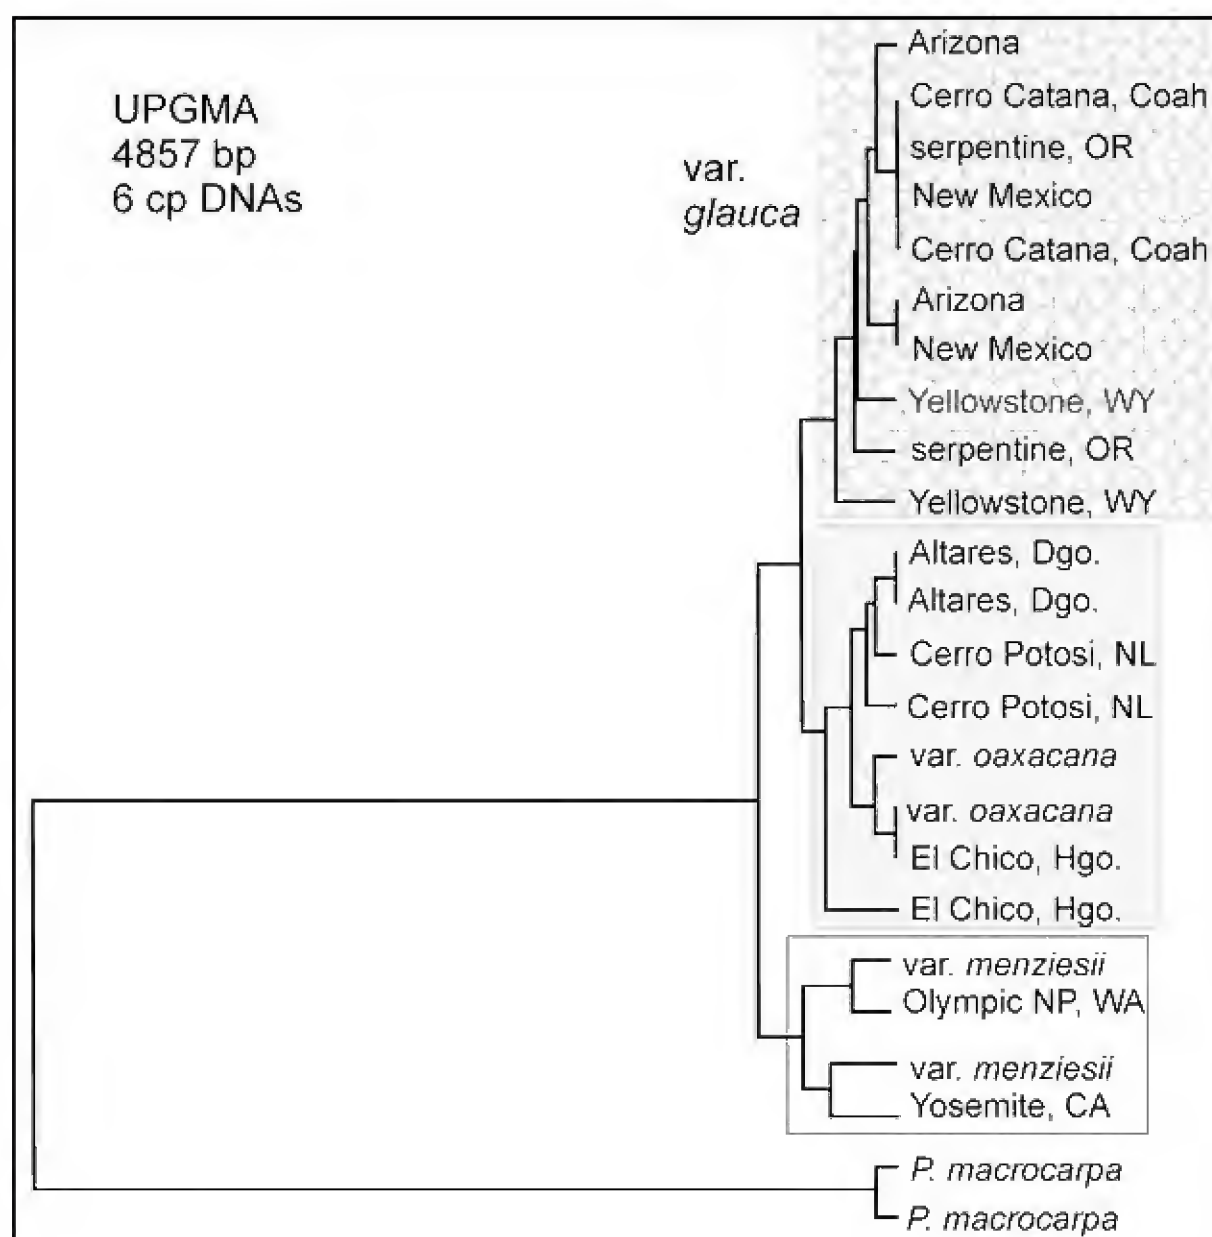 UPGMA
4857 bp
6 cp DNAs
var.
glauca
Arizona
Cerro Catana, Coah
serpentine, OR
New Mexico
Cerro Catana, Coah
Arizona
New Mexico
Yellowstone, WY
serpentine, OR
Yellowstone, WY
Altares, Dgo.
Altares, Dgo.
Cerro Potosi, NL
Cerro Potosi, NL
var. oaxacana
var. oaxacana
El Chico, Hgo.
El Chico, Hgo.
var. menziesii
Olympic NP, WA
var. menziesii
Yosemite, CA
P. macrocarpa
P. macrocarpa